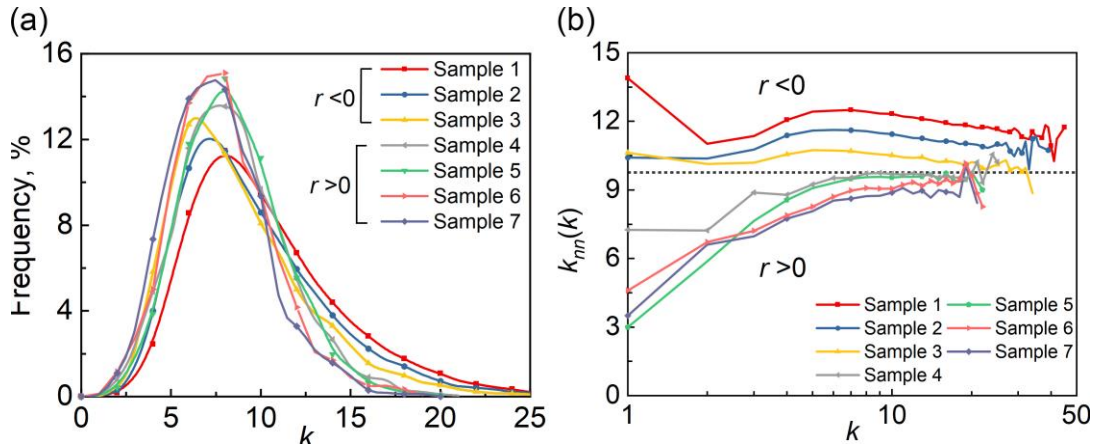 (a)
Frequency, %
16
12
8
4
0
0 5 10 15 20 25
k
r <0
r >0
Sample 1
Sample 2
Sample 3
Sample 4
Sample 5
Sample 6
Sample 7
(b)
k_nn(k)
15
12
9
6
3
0
1 10 50
k
r <0
r >0
Sample 1 Sample 5
Sample 2 Sample 6
Sample 3 Sample 7
Sample 4